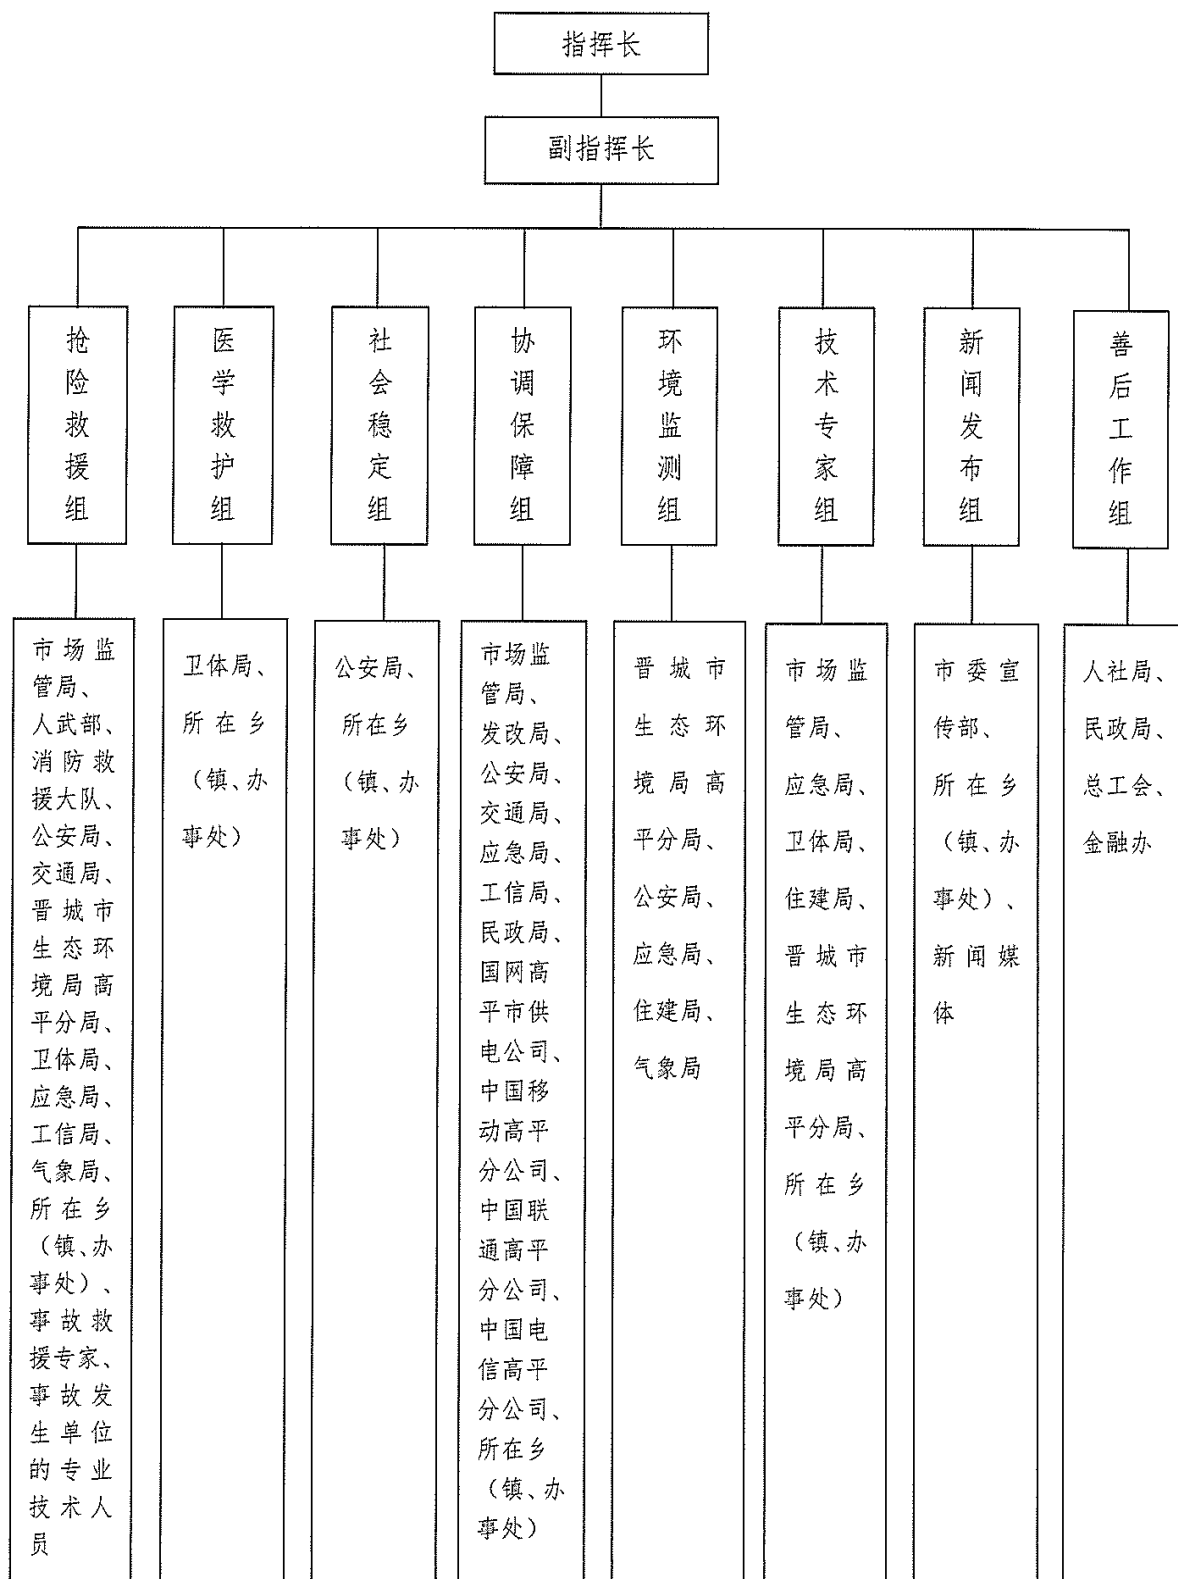 指挥长
副指挥长
抢险救援组
医学救护组
社会稳定组
协调保障组
环境监测组
技术专家组
新闻发布组
善后工作组
市场监
管局、
人武部、
消防救
援大队、
公安局、
交通局、
晋城市
生态环
境局高
平分局、
卫体局、
应急局、
工信局、
气象局、
所在乡
（镇、办
事处）、
事故救
援专家、
事故发
生单位
的专业
技术人
员
卫体局、
所在乡
（镇、办
事处）
公安局、
所在乡
（镇、办
事处）
市场监
管局、
发改局、
公安局、
交通局、
应急局、
工信局、
民政局、
国网高
平市供
电公司、
中国移
动高平
分公司、
中国联
通高平
分公司、
中国电
信高平
分公司、
所在乡
（镇、办
事处）
晋城市
生态环
境局高
平分局、
公安局、
应急局、
住建局、
气象局
市场监
管局、
应急局、
卫体局、
住建局、
晋城市
生态环
境局高
平分局、
所在乡
（镇、办
事处）
市委宣
传部、
所在乡
（镇、办
事处）、
新闻媒
体
人社局、
民政局、
总工会、
金融办